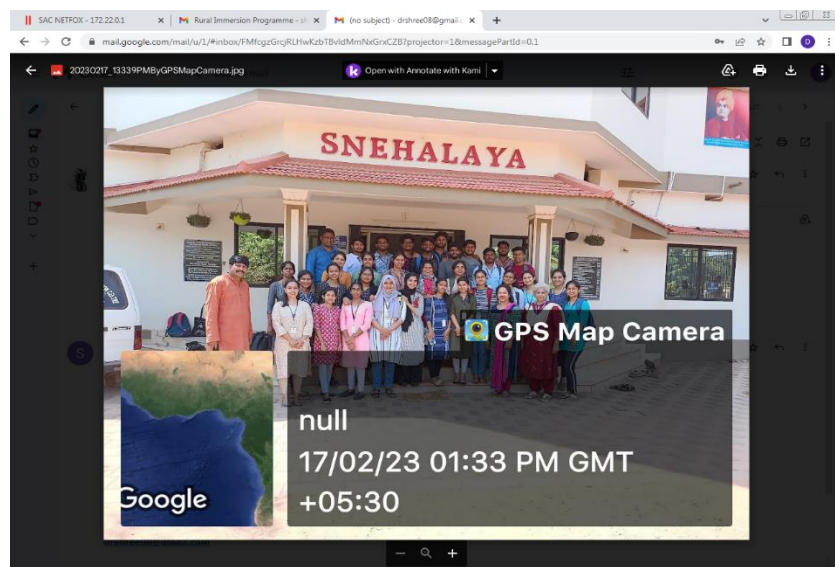 SAC NETFOX - 172.22.0.1
Rural Immersion Programme - sh
(no subject) - drshree08@gmail.c
mail.google.com/mail/u/1/#inbox/FMfcgzGrcjRLHwKzbTBvldMmNxGrxCZB?projector=1&messagePartId=0.1
20230217_13339PMByGPSMapCamera.jpg
Open with Annotate with Kami
SNEHALAYA
GPS Map Camera
null
17/02/23 01:33 PM GMT
+05:30
Google